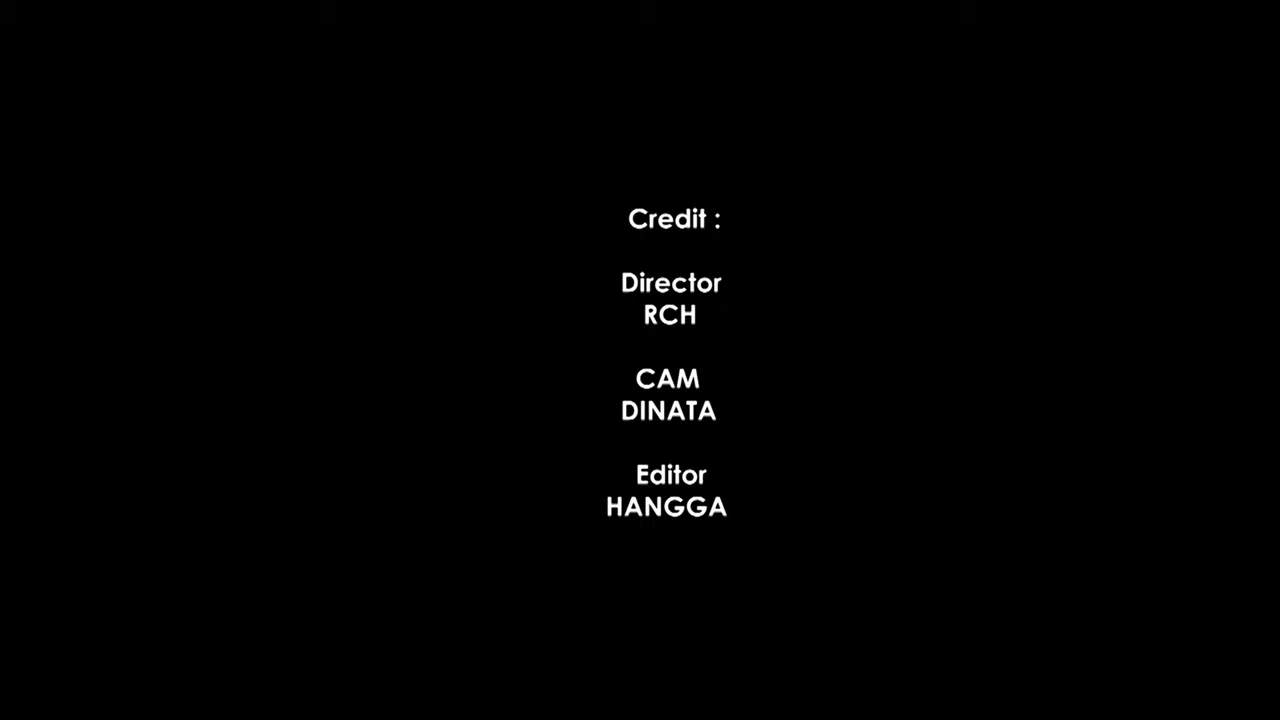 Credit :
Director
RCH
CAM
DINATA
Editor
HANGGA